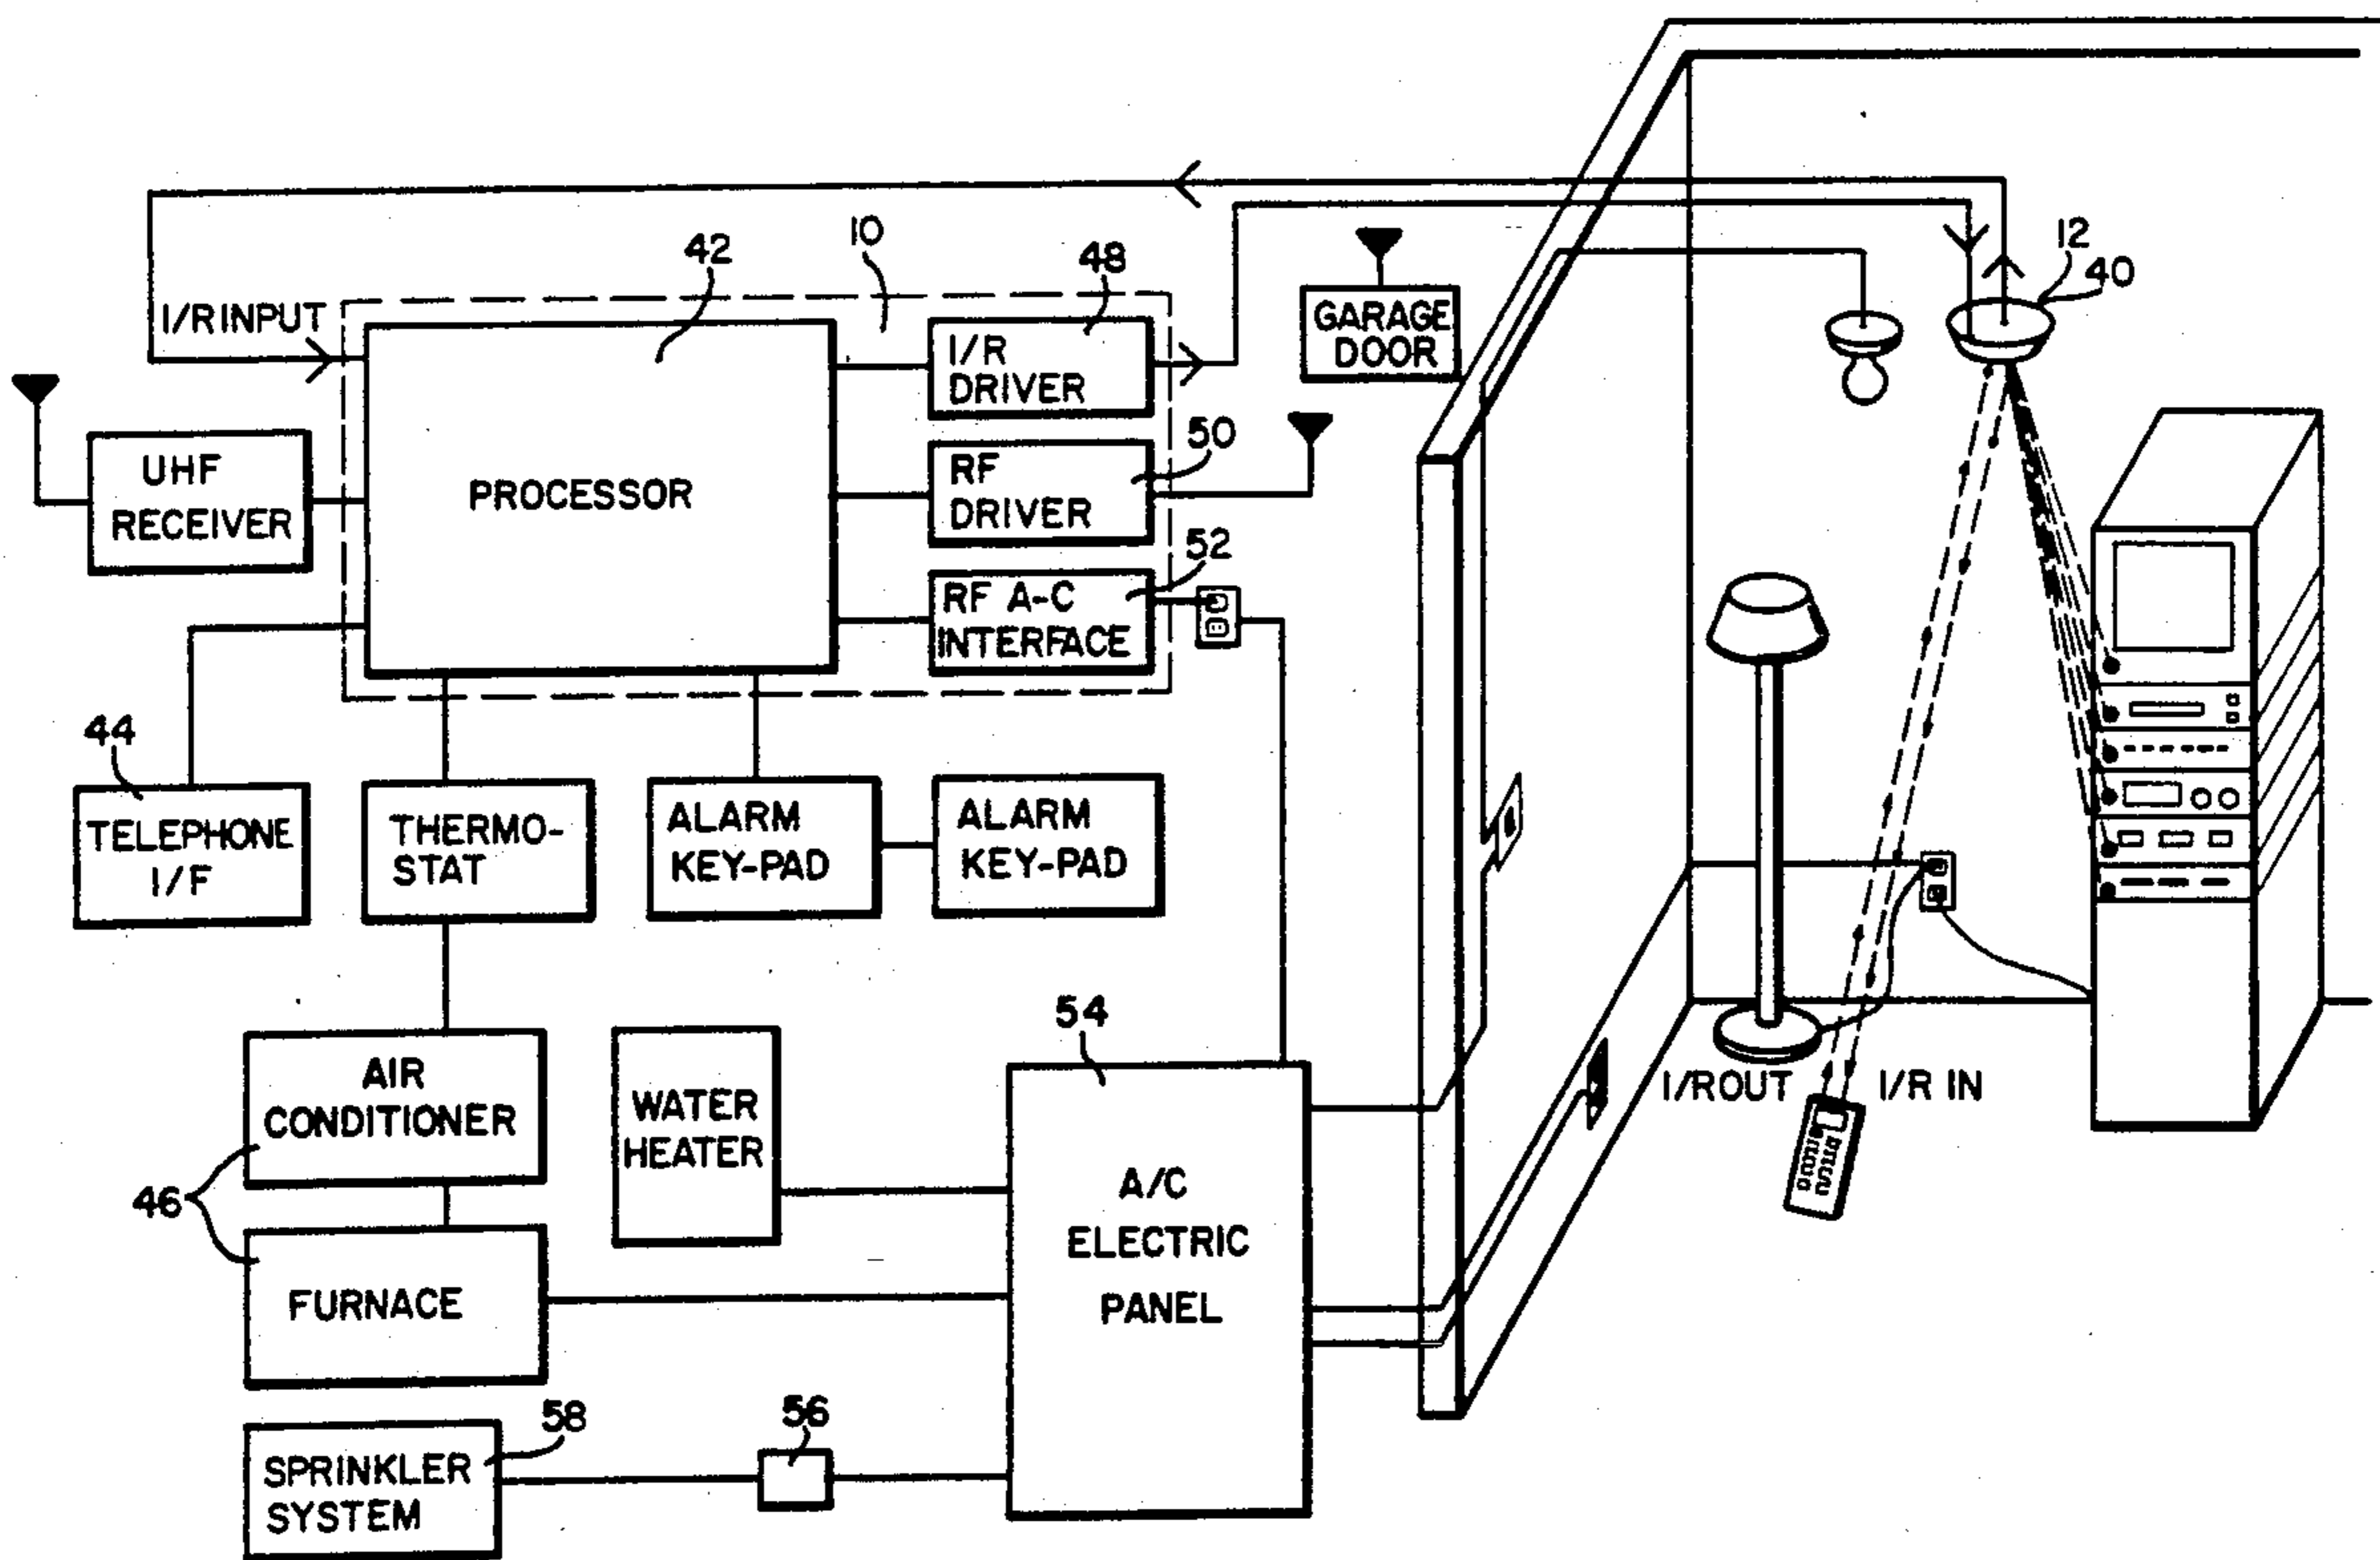 12
40
10
42
48
I/R INPUT
GARAGE
DOOR
I/R
DRIVER
50
UHF
RECEIVER
PROCESSOR
RF
DRIVER
52
RF A-C
INTERFACE
44
TELEPHONE
I/F
THERMO-
STAT
ALARM
KEY-PAD
ALARM
KEY-PAD
54
AIR
CONDITIONER
WATER
HEATER
I/R OUT
I/R IN
46
A/C
ELECTRIC
PANEL
FURNACE
58
56
SPRINKLER
SYSTEM